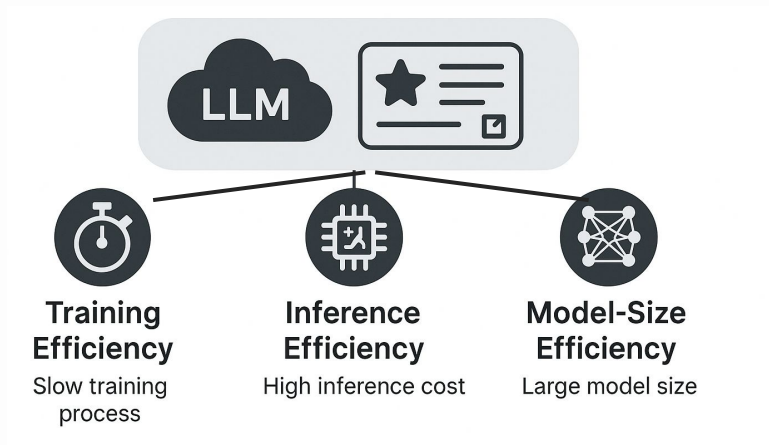 LLM
Training
Efficiency
Slow training
process
Inference
Efficiency
High inference cost
Model-Size
Efficiency
Large model size